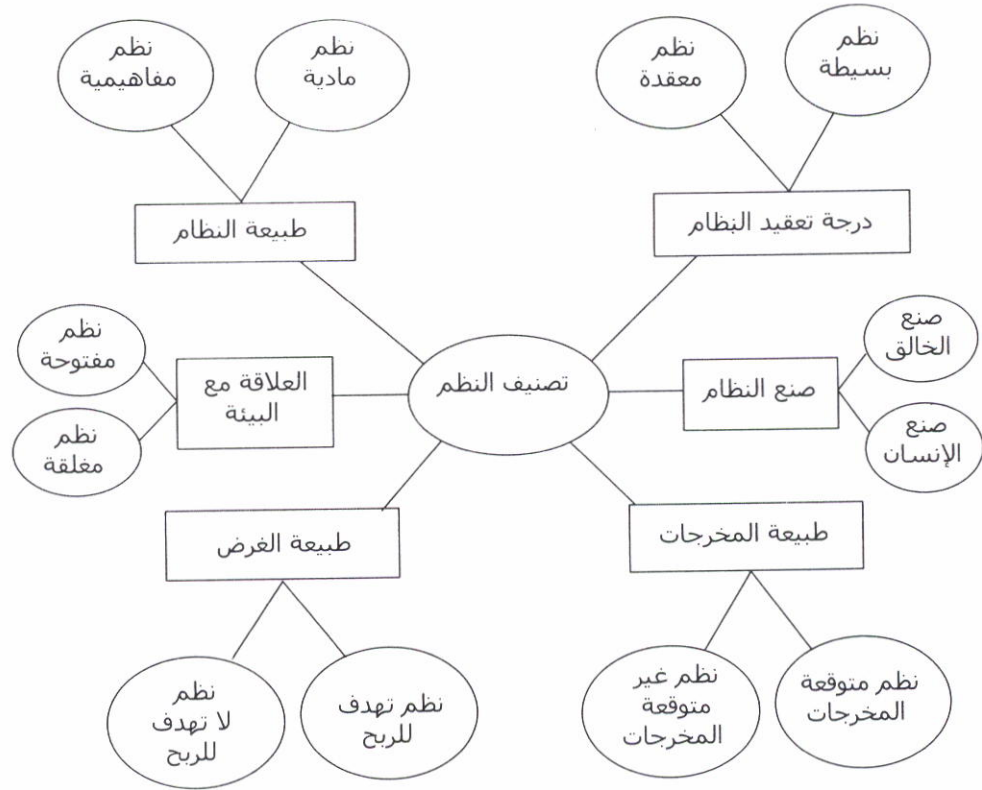 نظم
بسيطة
نظم
معقدة
نظم
مادية
نظم
مفاهيمية
درجة تعقيد النظام
طبيعة النظام
صنع
الخالق
نظم
مفتوحة
العلاقة مع
البيئة
تصنيف النظم
صنع النظام
صنع
الإنسان
نظم
مغلقة
طبيعة المخرجات
طبيعة الغرض
نظم متوقعة
المخرجات
نظم غير
متوقعة
المخرجات
نظم تهدف
للربح
نظم
لا تهدف
للربح